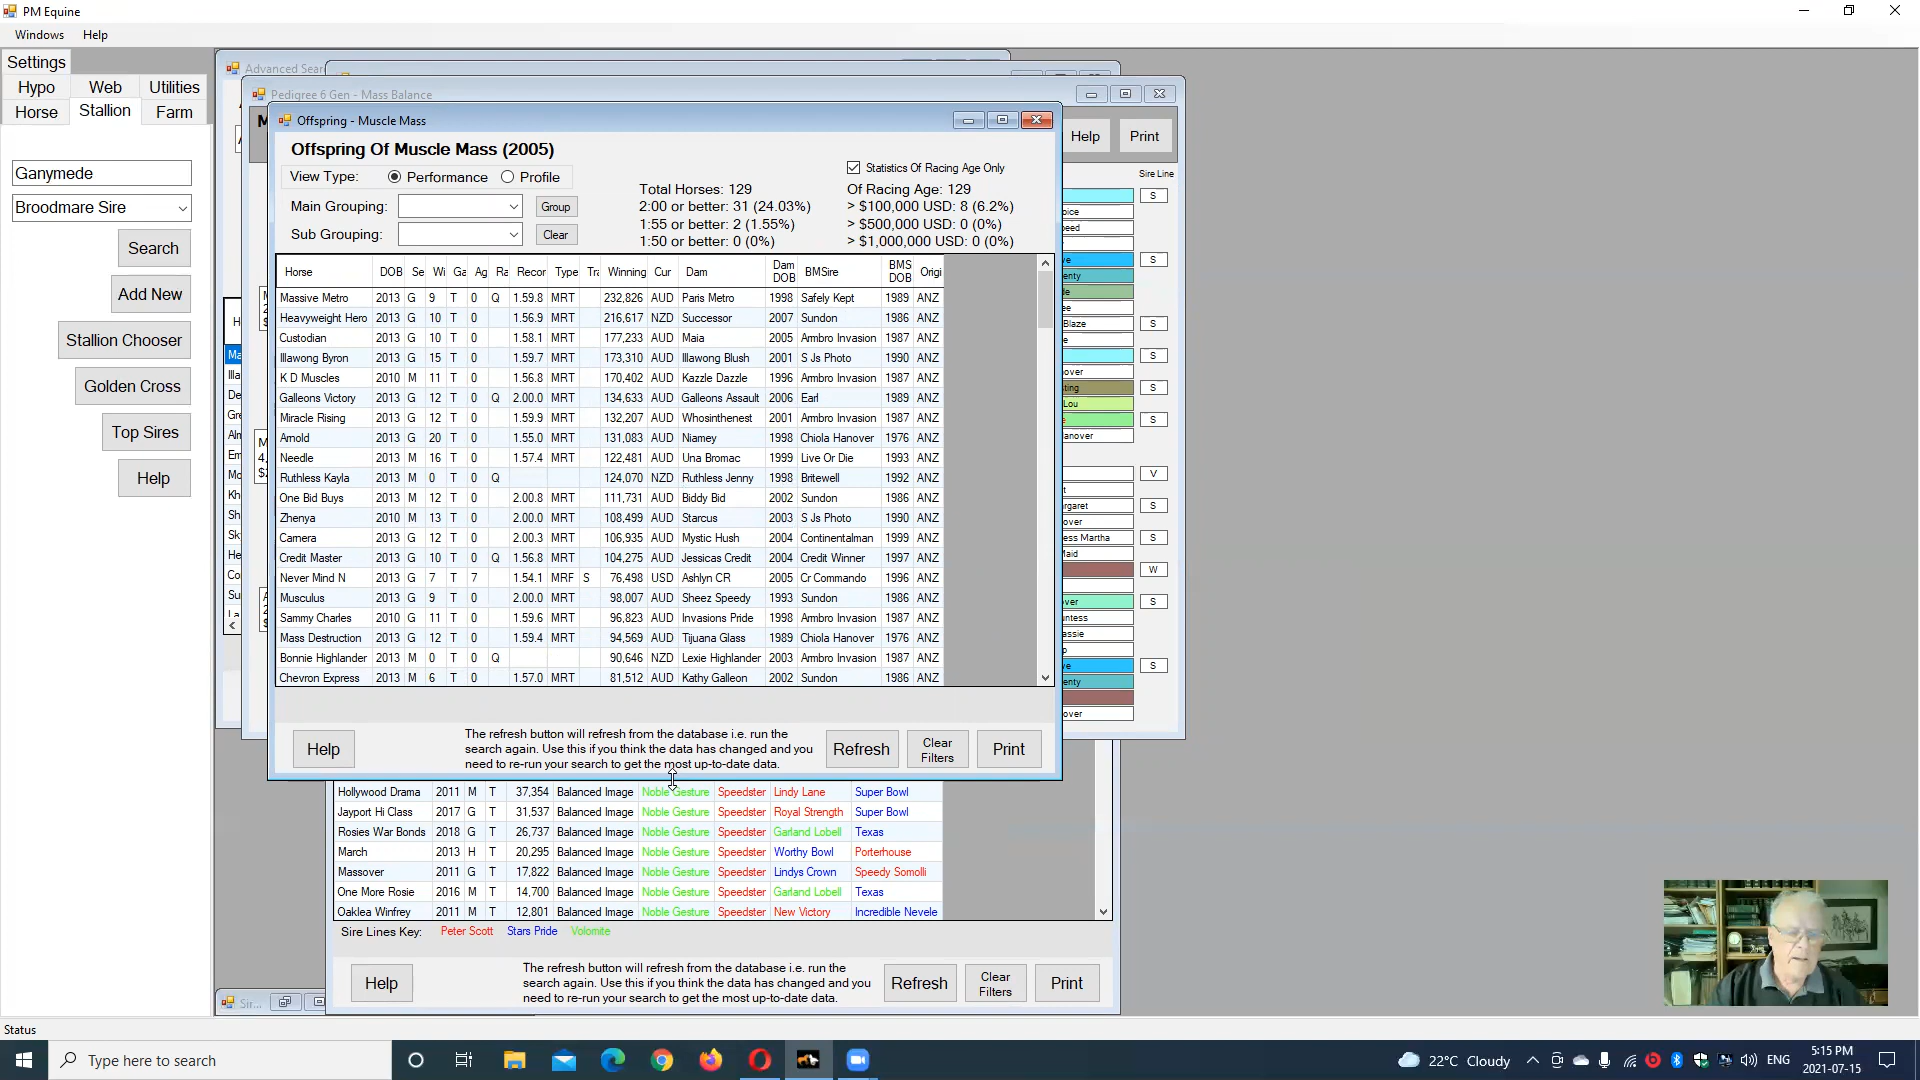 PM Equine
Windows Help
Settings
Hypo Web Utilities
Horse Stallion Farm
Ganymede
Broodmare Sire
Search
Add New
Stallion Chooser
Golden Cross
Top Sires
Help
Advanced Sear
Pedigree 6 Gen - Mass Balance
Help Print
Sire Line
Offspring - Muscle Mass
Offspring Of Muscle Mass (2005)
View Type: Performance Profile
Main Grouping: Group
Sub Grouping: Clear
Statistics Of Racing Age Only
Total Horses: 129 Of Racing Age: 129
2:00 or better: 31 (24.03%) > $100,000 USD: 8 (6.2%)
1:55 or better: 2 (1.55%) > $500,000 USD: 0 (0%)
1:50 or better: 0 (0%) > $1,000,000 USD: 0 (0%)
Horse DOB Se Wi Ga Ag Ra Recor Type Tra Winning Cur Dam Dam DOB BMSire BMS DOB Origi
Massive Metro 2013 G 9 T 0 Q 1.59.8 MRT 232,826 AUD Paris Metro 1998 Safely Kept 1989 ANZ
Heavyweight Hero 2013 G 10 T 0 1.56.9 MRT 216,617 NZD Successor 2007 Sundon 1986 ANZ
Custodian 2013 G 10 T 0 1.58.1 MRT 177,233 AUD Maia 2005 Ambro Invasion 1987 ANZ
Illawong Byron 2013 G 15 T 0 1.59.7 MRT 173,310 AUD Illawong Blush 2001 S Js Photo 1990 ANZ
K D Muscles 2010 M 11 T 0 1.56.8 MRT 170,402 AUD Kazzle Dazzle 1996 Ambro Invasion 1987 ANZ
Galleons Victory 2013 G 12 T 0 Q 2.00.0 MRT 134,633 AUD Galleons Assault 2006 Earl 1989 ANZ
Miracle Rising 2013 G 12 T 0 1.59.9 MRT 132,207 AUD Whosinthenest 2001 Ambro Invasion 1987 ANZ
Arnold 2013 G 20 T 0 1.55.0 MRT 131,083 AUD Niamey 1998 Chiola Hanover 1976 ANZ
Needle 2013 M 16 T 0 1.57.4 MRT 122,481 AUD Una Bromac 1999 Live Or Die 1993 ANZ
Ruthless Kayla 2013 M 0 T 0 Q 124,070 NZD Ruthless Jenny 1998 Britewell 1992 ANZ
One Bid Buys 2013 M 12 T 0 2.00.8 MRT 111,731 AUD Biddy Bid 2002 Sundon 1986 ANZ
Zhenya 2010 M 13 T 0 2.00.0 MRT 108,499 AUD Starcus 2003 S Js Photo 1990 ANZ
Camera 2013 G 12 T 0 2.00.3 MRT 106,935 AUD Mystic Hush 2004 Continentalman 1999 ANZ
Credit Master 2013 G 10 T 0 Q 1.56.8 MRT 104,275 AUD Jessicas Credit 2004 Credit Winner 1997 ANZ
Never Mind N 2013 G 7 T 7 1.54.1 MRF S 76,498 USD Ashlyn CR 2005 Cr Commando 1996 ANZ
Musculus 2013 G 9 T 0 2.00.0 MRT 98,007 AUD Sheez Speedy 1993 Sundon 1986 ANZ
Sammy Charles 2010 G 11 T 0 1.59.6 MRT 96,823 AUD Invasions Pride 1998 Ambro Invasion 1987 ANZ
Mass Destruction 2013 G 12 T 0 1.59.4 MRT 94,569 AUD Tijuana Glass 1989 Chiola Hanover 1976 ANZ
Bonnie Highlander 2013 M 0 T 0 Q 90,646 NZD Lexie Highlander 2003 Ambro Invasion 1987 ANZ
Chevron Express 2013 M 6 T 0 1.57.0 MRT 81,512 AUD Kathy Galleon 2002 Sundon 1986 ANZ
Help
The refresh button will refresh from the database i.e. run the
search again. Use this if you think the data has changed and you
need to re-run your search to get the most up-to-date data.
Refresh Clear Filters Print
Hollywood Drama 2011 M T 37,354 Balanced Image Noble Gesture Speedster Lindy Lane Super Bowl
Jayport Hi Class 2017 G T 31,537 Balanced Image Noble Gesture Speedster Royal Strength Super Bowl
Rosies War Bonds 2018 G T 26,737 Balanced Image Noble Gesture Speedster Garland Lobell Texas
March 2013 H T 20,295 Balanced Image Noble Gesture Speedster Worthy Bowl Porterhouse
Massover 2011 G T 17,822 Balanced Image Noble Gesture Speedster Lindys Crown Speedy Somolli
One More Rosie 2016 M T 14,700 Balanced Image Noble Gesture Speedster Garland Lobell Texas
Oaklea Winfrey 2011 M T 12,801 Balanced Image Noble Gesture Speedster New Victory Incredible Nevele
Sire Lines Key: Peter Scott Stars Pride Volomite
Help
The refresh button will refresh from the database i.e. run the
search again. Use this if you think the data has changed and you
need to re-run your search to get the most up-to-date data.
Refresh Clear Filters Print
Sir...
Status
Type here to search
22°C Cloudy ENG 5:15 PM
2021-07-15